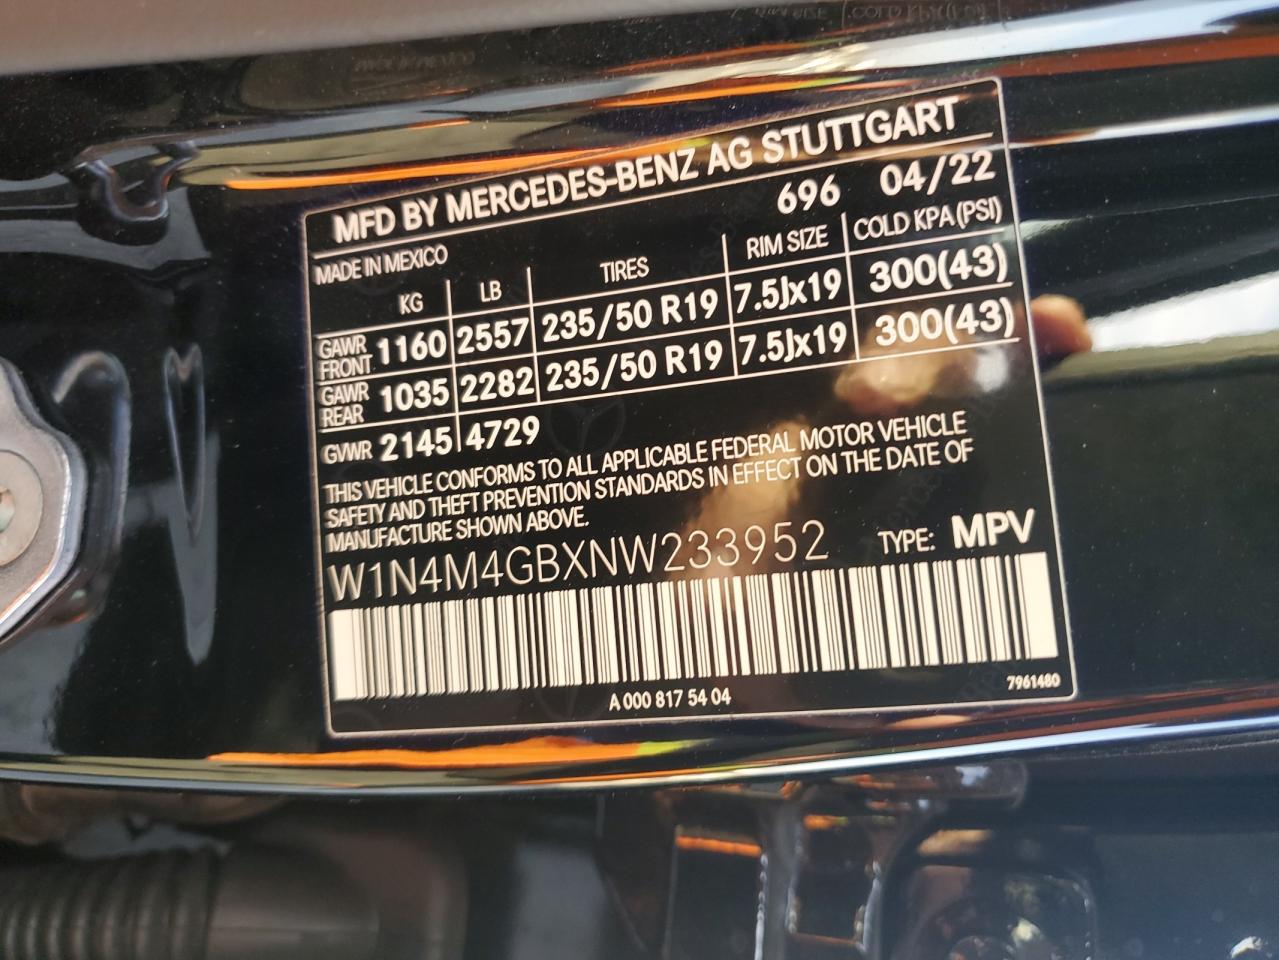 MFD BY MERCEDES-BENZ AG STUTTGART
MADE IN MEXICO 696 04/22
KG LB TIRES RIM SIZE COLD KPA (PSI)
GAWR FRONT 1160 2557 235/50 R19 7.5Jx19 300(43)
GAWR REAR 1035 2282 235/50 R19 7.5Jx19 300(43)
GVWR 2145 4729
THIS VEHICLE CONFORMS TO ALL APPLICABLE FEDERAL MOTOR VEHICLE
SAFETY AND THEFT PREVENTION STANDARDS IN EFFECT ON THE DATE OF
MANUFACTURE SHOWN ABOVE.
W1N4M4GBXNW233952 TYPE: MPV
A 000 817 54 04 7961480